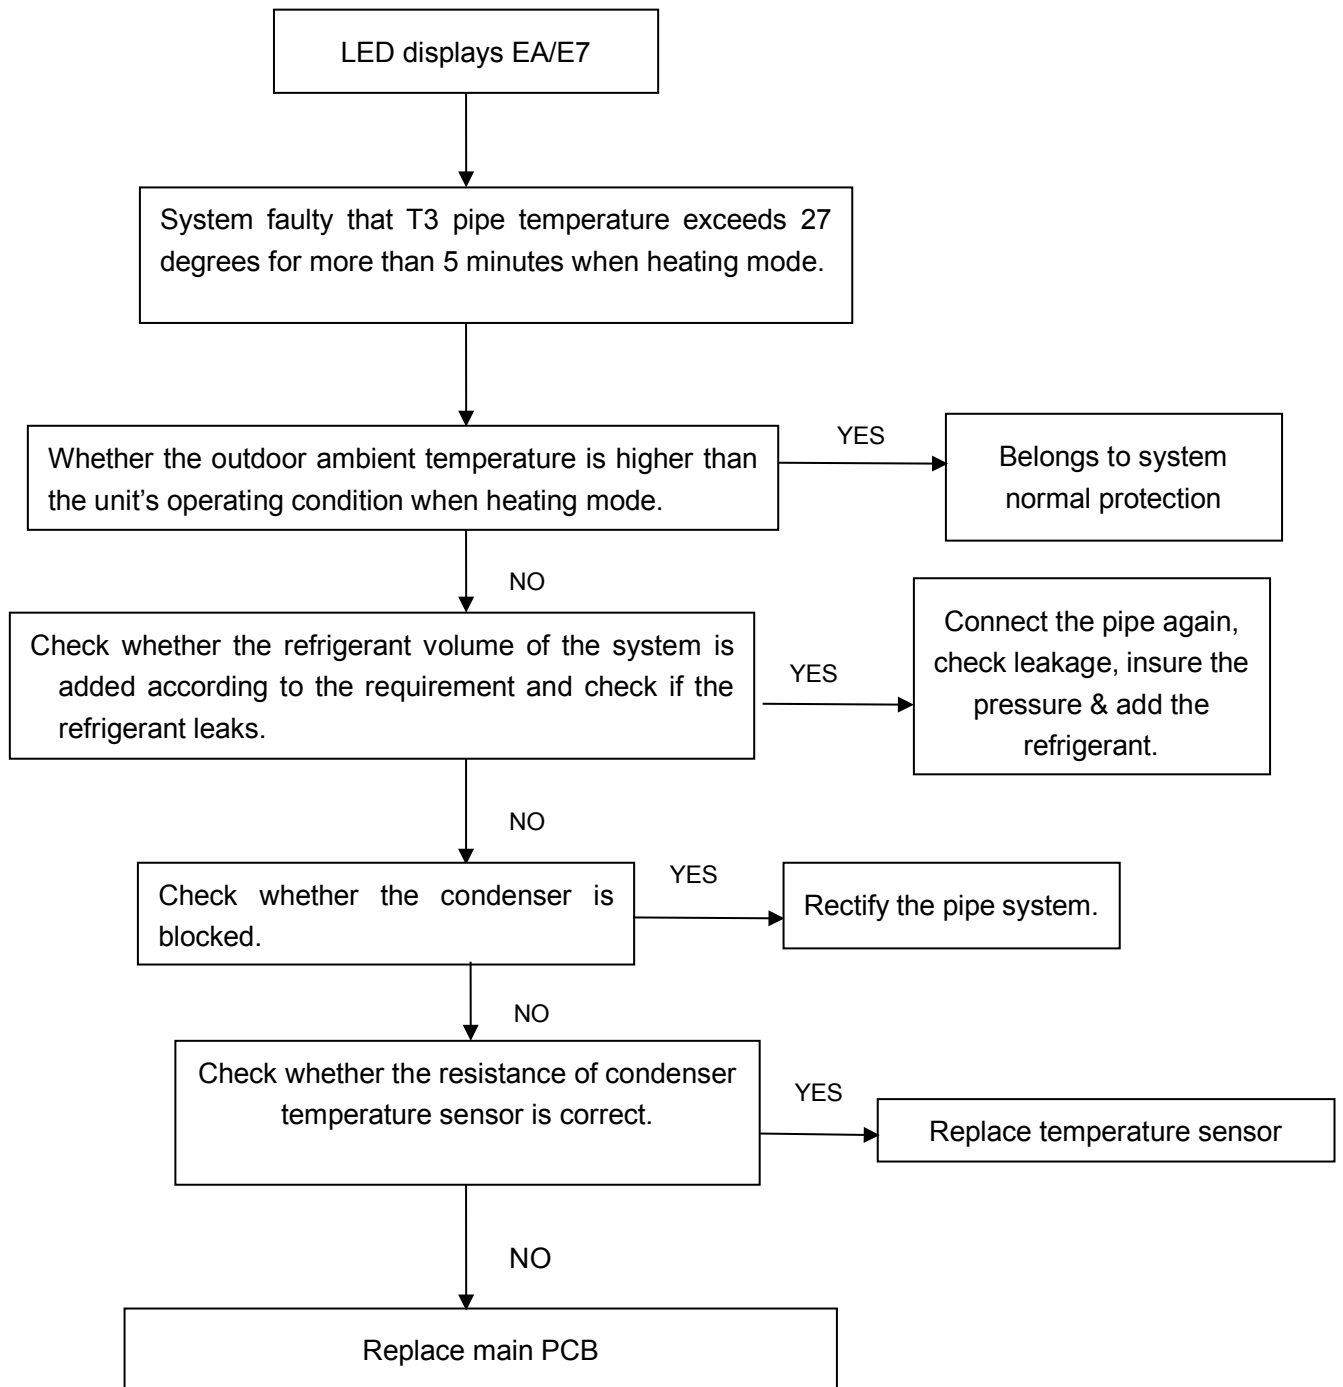 LED displays EA/E7
System faulty that T3 pipe temperature exceeds 27
degrees for more than 5 minutes when heating mode.
Whether the outdoor ambient temperature is higher than
the unit’s operating condition when heating mode.
YES
Belongs to system
normal protection
NO
Check whether the refrigerant volume of the system is
added according to the requirement and check if the
refrigerant leaks.
YES
Connect the pipe again,
check leakage, insure the
pressure & add the
refrigerant.
NO
Check whether the condenser is
blocked.
YES
Rectify the pipe system.
NO
Check whether the resistance of condenser
temperature sensor is correct.
YES
Replace temperature sensor
NO
Replace main PCB